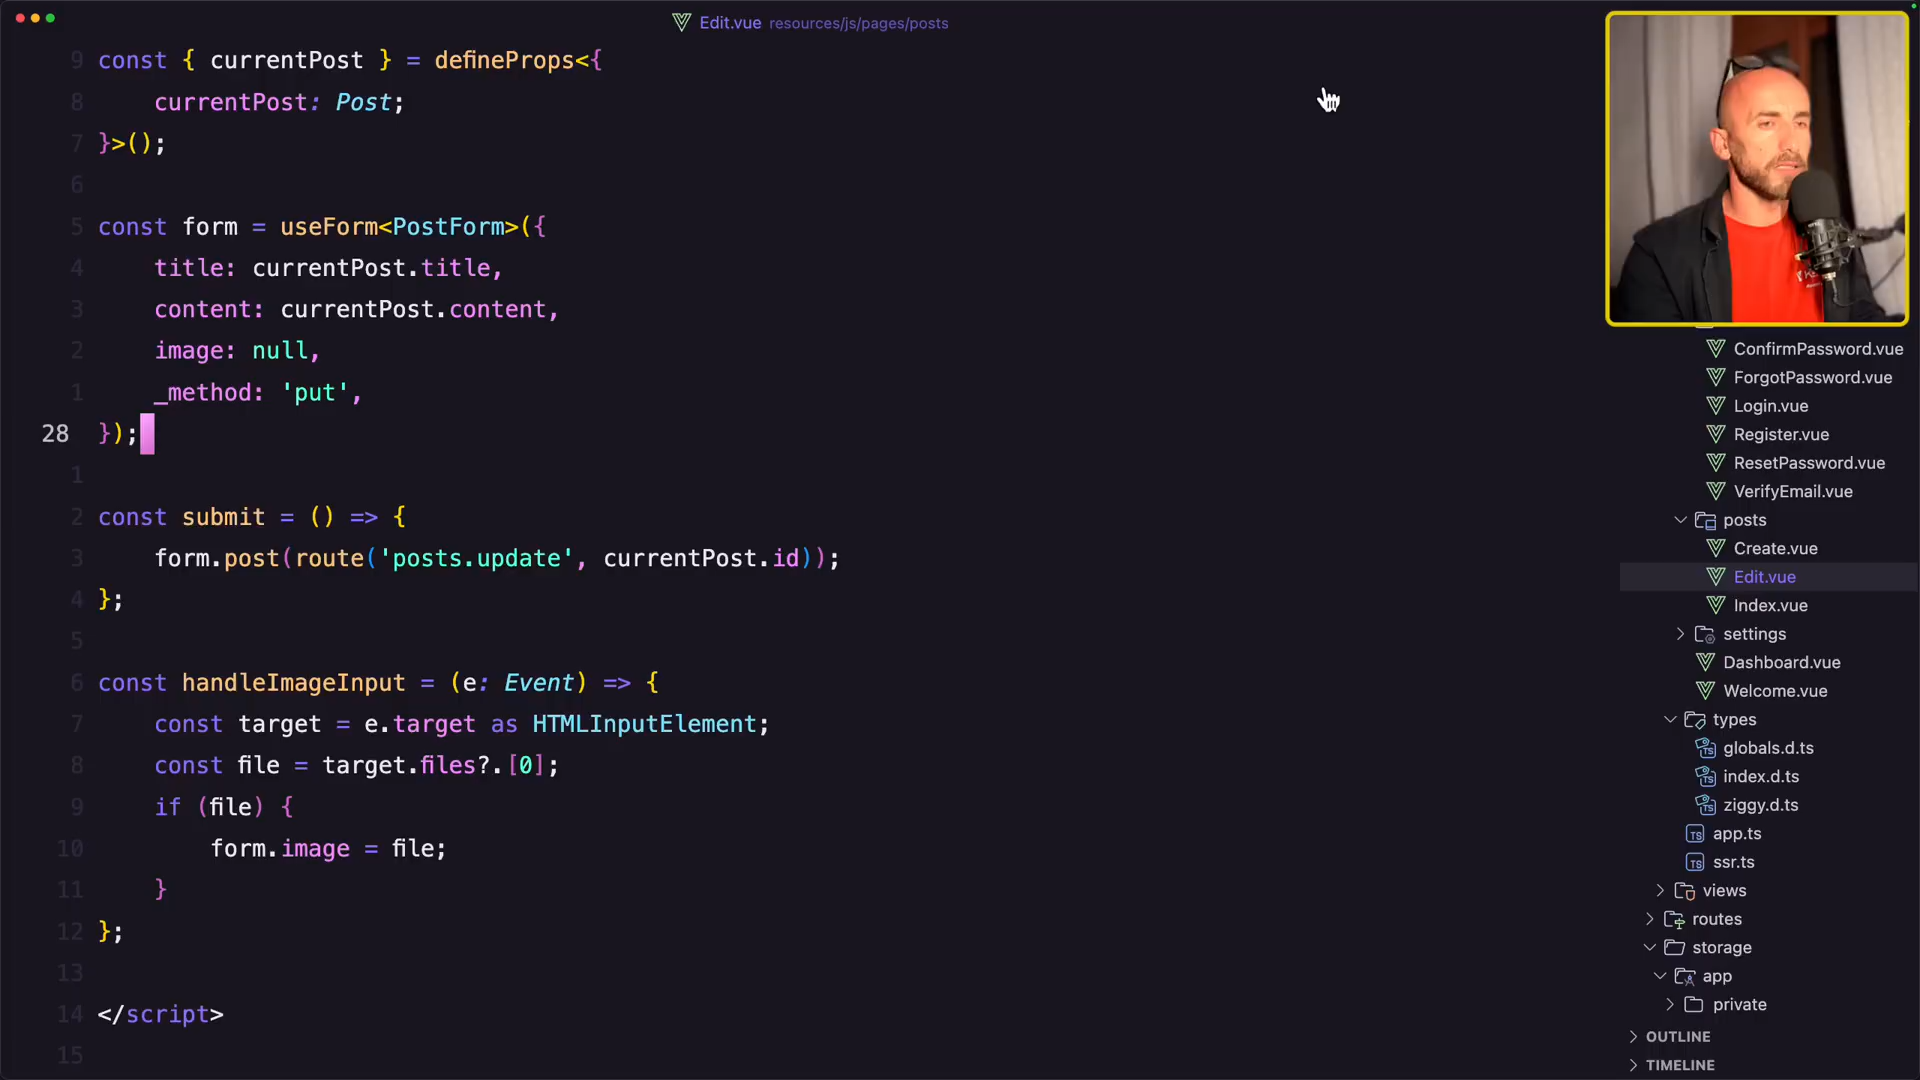 Edit.vue resources/js/pages/posts
9 const { currentPost } = defineProps<{
8 currentPost: Post;
7 }>();
6
5 const form = useForm<PostForm>({
4 title: currentPost.title,
3 content: currentPost.content,
2 image: null,
1 _method: 'put',
28 });
1
2 const submit = () => {
3 form.post(route('posts.update', currentPost.id));
4 };
5
6 const handleImageInput = (e: Event) => {
7 const target = e.target as HTMLInputElement;
8 const file = target.files?.[0];
9 if (file) {
10 form.image = file;
11 }
12 };
13
14 </script>
15
ConfirmPassword.vue
ForgotPassword.vue
Login.vue
Register.vue
ResetPassword.vue
VerifyEmail.vue
posts
Create.vue
Edit.vue
Index.vue
settings
Dashboard.vue
Welcome.vue
types
globals.d.ts
index.d.ts
ziggy.d.ts
app.ts
ssr.ts
views
routes
storage
app
private
OUTLINE
TIMELINE